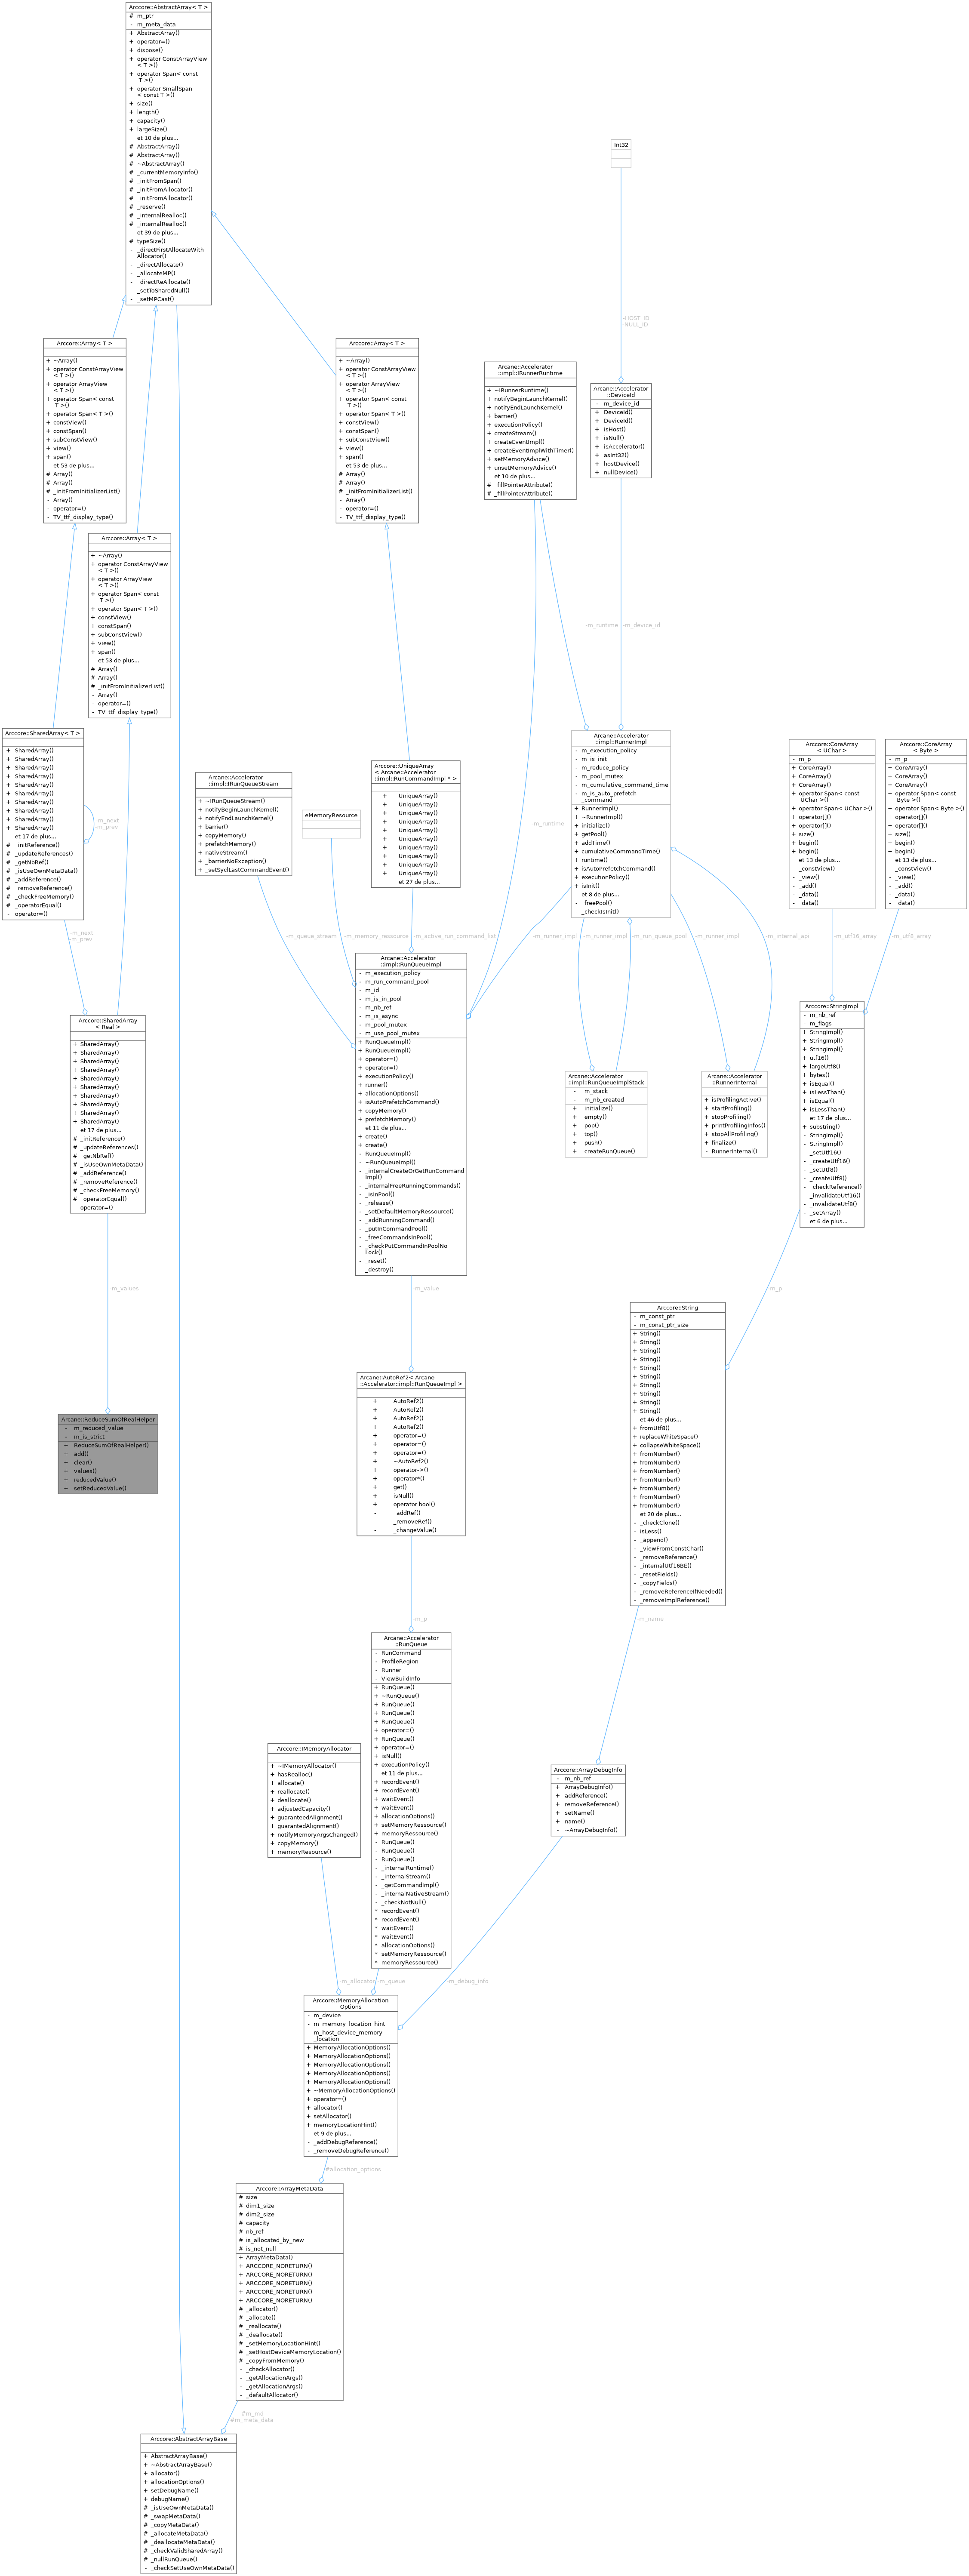 Arccore::AbstractArray< T >
# m_ptr
- m_meta_data
+ AbstractArray()
+ operator=()
+ dispose()
+ operator ConstArrayView
< T >()
+ operator Span< const
T >()
+ operator SmallSpan
< const T >()
+ size()
+ length()
+ capacity()
+ largeSize()
et 10 de plus...
# AbstractArray()
# AbstractArray()
# ~AbstractArray()
# _currentMemoryInfo()
# _initFromSpan()
# _initFromAllocator()
# _initFromAllocator()
# _reserve()
# _internalRealloc()
# _internalRealloc()
et 39 de plus...
# typeSize()
- _directFirstAllocateWith
Allocator()
- _directAllocate()
- _allocateMP()
- _directReAllocate()
- _setToSharedNull()
- _setMPCast()
Int32
-HOST_ID
-NULL_ID
Arccore::Array< T >
+ ~Array()
+ operator ConstArrayView
< T >()
+ operator ArrayView
< T >()
+ operator Span< const
T >()
+ operator Span< T >()
+ constView()
+ constSpan()
+ subConstView()
+ view()
+ span()
et 53 de plus...
# Array()
# Array()
# _initFromInitializerList()
- Array()
- operator=()
- TV_ttf_display_type()
Arccore::Array< T >
+ ~Array()
+ operator ConstArrayView
< T >()
+ operator ArrayView
< T >()
+ operator Span< const
T >()
+ operator Span< T >()
+ constView()
+ constSpan()
+ subConstView()
+ view()
+ span()
et 53 de plus...
# Array()
# Array()
# _initFromInitializerList()
- Array()
- operator=()
- TV_ttf_display_type()
Arcane::Accelerator
::impl::IRunnerRuntime
+ ~IRunnerRuntime()
+ notifyBeginLaunchKernel()
+ notifyEndLaunchKernel()
+ barrier()
+ executionPolicy()
+ createStream()
+ createEventImpl()
+ createEventImplWithTimer()
+ setMemoryAdvice()
+ unsetMemoryAdvice()
et 10 de plus...
# _fillPointerAttribute()
# _fillPointerAttribute()
Arcane::Accelerator
::DeviceId
- m_device_id
+ DeviceId()
+ DeviceId()
+ isHost()
+ isNull()
+ isAccelerator()
+ asInt32()
+ hostDevice()
+ nullDevice()
Arccore::Array< T >
+ ~Array()
+ operator ConstArrayView
< T >()
+ operator ArrayView
< T >()
+ operator Span< const
T >()
+ operator Span< T >()
+ constView()
+ constSpan()
+ subConstView()
+ view()
+ span()
et 53 de plus...
# Array()
# Array()
# _initFromInitializerList()
- Array()
- operator=()
- TV_ttf_display_type()
-m_runtime
-m_device_id
Arccore::SharedArray< T >
+ SharedArray()
+ SharedArray()
+ SharedArray()
+ SharedArray()
+ SharedArray()
+ SharedArray()
+ SharedArray()
+ SharedArray()
+ SharedArray()
+ SharedArray()
et 17 de plus...
# _initReference()
# _updateReferences()
# _getNbRef()
# _isUseOwnMetaData()
# _addReference()
# _removeReference()
# _checkFreeMemory()
# _operatorEqual()
- operator=()
-m_next
-m_prev
Arcane::Accelerator
::impl::IRunQueueStream
+ ~IRunQueueStream()
+ notifyBeginLaunchKernel()
+ notifyEndLaunchKernel()
+ barrier()
+ copyMemory()
+ prefetchMemory()
+ nativeStream()
+ _barrierNoException()
+ _setSyclLastCommandEvent()
eMemoryResource
Arccore::UniqueArray
< Arcane::Accelerator
::impl::RunCommandImpl * >
+ UniqueArray()
+ UniqueArray()
+ UniqueArray()
+ UniqueArray()
+ UniqueArray()
+ UniqueArray()
+ UniqueArray()
+ UniqueArray()
+ UniqueArray()
+ UniqueArray()
et 27 de plus...
-m_runtime
Arcane::Accelerator
::impl::RunnerImpl
- m_execution_policy
- m_is_init
- m_reduce_policy
- m_pool_mutex
- m_cumulative_command_time
- m_is_auto_prefetch
_command
+ RunnerImpl()
+ ~RunnerImpl()
+ initialize()
+ getPool()
+ addTime()
+ cumulativeCommandTime()
+ runtime()
+ isAutoPrefetchCommand()
+ executionPolicy()
+ isInit()
et 8 de plus...
- _freePool()
- _checkIsInit()
Arccore::CoreArray
< UChar >
- m_p
+ CoreArray()
+ CoreArray()
+ CoreArray()
+ operator Span< const
UChar >()
+ operator Span< UChar >()
+ operator[]()
+ operator[]()
+ size()
+ begin()
+ begin()
et 13 de plus...
- _constView()
- _view()
- _add()
- _data()
- _data()
Arccore::CoreArray
< Byte >
- m_p
+ CoreArray()
+ CoreArray()
+ CoreArray()
+ operator Span< const
Byte >()
+ operator Span< Byte >()
+ operator[]()
+ operator[]()
+ size()
+ begin()
+ begin()
et 13 de plus...
- _constView()
- _view()
- _add()
- _data()
- _data()
-m_next
-m_prev
-m_queue_stream
-m_memory_ressource
-m_active_run_command_list
-m_runner_impl
-m_runner_impl
-m_run_queue_pool
-m_runner_impl
-m_internal_api
-m_utf16_array
-m_utf8_array
Arcane::Accelerator
::impl::RunQueueImpl
- m_execution_policy
- m_run_command_pool
- m_id
- m_is_in_pool
- m_nb_ref
- m_is_async
- m_pool_mutex
- m_use_pool_mutex
+ RunQueueImpl()
+ RunQueueImpl()
+ operator=()
+ operator=()
+ executionPolicy()
+ runner()
+ allocationOptions()
+ isAutoPrefetchCommand()
+ copyMemory()
+ prefetchMemory()
et 11 de plus...
+ create()
+ create()
- RunQueueImpl()
- ~RunQueueImpl()
- _internalCreateOrGetRunCommand
Impl()
- _internalFreeRunningCommands()
- _isInPool()
- _release()
- _setDefaultMemoryRessource()
- _addRunningCommand()
- _putInCommandPool()
- _freeCommandsInPool()
- _checkPutCommandInPoolNo
Lock()
- _reset()
- _destroy()
Arccore::SharedArray
< Real >
+ SharedArray()
+ SharedArray()
+ SharedArray()
+ SharedArray()
+ SharedArray()
+ SharedArray()
+ SharedArray()
+ SharedArray()
+ SharedArray()
+ SharedArray()
et 17 de plus...
# _initReference()
# _updateReferences()
# _getNbRef()
# _isUseOwnMetaData()
# _addReference()
# _removeReference()
# _checkFreeMemory()
# _operatorEqual()
- operator=()
Arcane::Accelerator
::impl::RunQueueImplStack
- m_stack
- m_nb_created
+ initialize()
+ empty()
+ pop()
+ top()
+ push()
+ createRunQueue()
Arcane::Accelerator
::RunnerInternal
+ isProfilingActive()
+ startProfiling()
+ stopProfiling()
+ printProfilingInfos()
+ stopAllProfiling()
+ finalize()
- RunnerInternal()
Arccore::StringImpl
- m_nb_ref
- m_flags
+ StringImpl()
+ StringImpl()
+ StringImpl()
+ utf16()
+ largeUtf8()
+ bytes()
+ isEqual()
+ isLessThan()
+ isEqual()
+ isLessThan()
et 17 de plus...
+ substring()
- StringImpl()
- StringImpl()
- _setUtf16()
- _createUtf16()
- _setUtf8()
- _createUtf8()
- _checkReference()
- _invalidateUtf16()
- _invalidateUtf8()
- _setArray()
et 6 de plus...
-m_values
-m_value
-m_p
Arccore::String
- m_const_ptr
- m_const_ptr_size
+ String()
+ String()
+ String()
+ String()
+ String()
+ String()
+ String()
+ String()
+ String()
+ String()
et 46 de plus...
+ fromUtf8()
+ replaceWhiteSpace()
+ collapseWhiteSpace()
+ fromNumber()
+ fromNumber()
+ fromNumber()
+ fromNumber()
+ fromNumber()
+ fromNumber()
+ fromNumber()
et 20 de plus...
- _checkClone()
- isLess()
- _append()
- _viewFromConstChar()
- _removeReference()
- _internalUtf16BE()
- _resetFields()
- _copyFields()
- _removeReferenceIfNeeded()
- _removeImplReference()
Arcane::AutoRef2< Arcane
::Accelerator::impl::RunQueueImpl >
+ AutoRef2()
+ AutoRef2()
+ AutoRef2()
+ AutoRef2()
+ operator=()
+ operator=()
+ operator=()
+ ~AutoRef2()
+ operator->()
+ operator*()
+ get()
+ isNull()
+ operator bool()
- _addRef()
- _removeRef()
- _changeValue()
Arcane::ReduceSumOfRealHelper
- m_reduced_value
- m_is_strict
+ ReduceSumOfRealHelper()
+ add()
+ clear()
+ values()
+ reducedValue()
+ setReducedValue()
-m_p
-m_name
Arcane::Accelerator
::RunQueue
- RunCommand
- ProfileRegion
- Runner
- ViewBuildInfo
+ RunQueue()
+ ~RunQueue()
+ RunQueue()
+ RunQueue()
+ RunQueue()
+ operator=()
+ RunQueue()
+ operator=()
+ isNull()
+ executionPolicy()
et 11 de plus...
+ recordEvent()
+ recordEvent()
+ waitEvent()
+ waitEvent()
+ allocationOptions()
+ setMemoryRessource()
+ memoryRessource()
- RunQueue()
- RunQueue()
- RunQueue()
- _internalRuntime()
- _internalStream()
- _getCommandImpl()
- _internalNativeStream()
- _checkNotNull()
* recordEvent()
* recordEvent()
* waitEvent()
* waitEvent()
* allocationOptions()
* setMemoryRessource()
* memoryRessource()
Arccore::IMemoryAllocator
+ ~IMemoryAllocator()
+ hasRealloc()
+ allocate()
+ reallocate()
+ deallocate()
+ adjustedCapacity()
+ guaranteedAlignment()
+ guarantedAlignment()
+ notifyMemoryArgsChanged()
+ copyMemory()
+ memoryResource()
Arccore::ArrayDebugInfo
- m_nb_ref
+ ArrayDebugInfo()
+ addReference()
+ removeReference()
+ setName()
+ name()
- ~ArrayDebugInfo()
-m_allocator
-m_queue
-m_debug_info
Arccore::MemoryAllocation
Options
- m_device
- m_memory_location_hint
- m_host_device_memory
_location
+ MemoryAllocationOptions()
+ MemoryAllocationOptions()
+ MemoryAllocationOptions()
+ MemoryAllocationOptions()
+ MemoryAllocationOptions()
+ ~MemoryAllocationOptions()
+ operator=()
+ allocator()
+ setAllocator()
+ memoryLocationHint()
et 9 de plus...
- _addDebugReference()
- _removeDebugReference()
#allocation_options
Arccore::ArrayMetaData
# size
# dim1_size
# dim2_size
# capacity
# nb_ref
# is_allocated_by_new
# is_not_null
+ ArrayMetaData()
+ ARCCORE_NORETURN()
+ ARCCORE_NORETURN()
+ ARCCORE_NORETURN()
+ ARCCORE_NORETURN()
+ ARCCORE_NORETURN()
# _allocator()
# _allocate()
# _reallocate()
# _deallocate()
# _setMemoryLocationHint()
# _setHostDeviceMemoryLocation()
# _copyFromMemory()
- _checkAllocator()
- _getAllocationArgs()
- _getAllocationArgs()
- _defaultAllocator()
#m_md
#m_meta_data
Arccore::AbstractArrayBase
+ AbstractArrayBase()
+ ~AbstractArrayBase()
+ allocator()
+ allocationOptions()
+ setDebugName()
+ debugName()
# _isUseOwnMetaData()
# _swapMetaData()
# _copyMetaData()
# _allocateMetaData()
# _deallocateMetaData()
# _checkValidSharedArray()
# _nullRunQueue()
- _checkSetUseOwnMetaData()